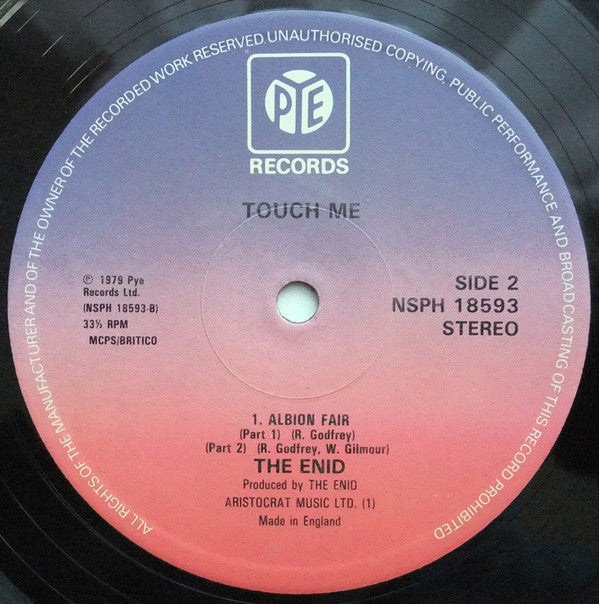 ALL RIGHTS OF THE MANUFACTURER AND OF THE OWNER OF THE RECORDED WORK RESERVED. UNAUTHORISED COPYING, PUBLIC PERFORMANCE AND BROADCASTING OF THIS RECORD PROHIBITED
PYE
RECORDS
TOUCH ME
℗ 1979 Pye
Records Ltd.
(NSPH 18593-B)
33⅓ RPM
MCPS/BRITICO
SIDE 2
NSPH 18593
STEREO
1. ALBION FAIR
(Part 1) (R. Godfrey)
(Part 2) (R. Godfrey, W. Gilmour)
THE ENID
Produced by THE ENID
ARISTOCRAT MUSIC LTD. (1)
Made in England